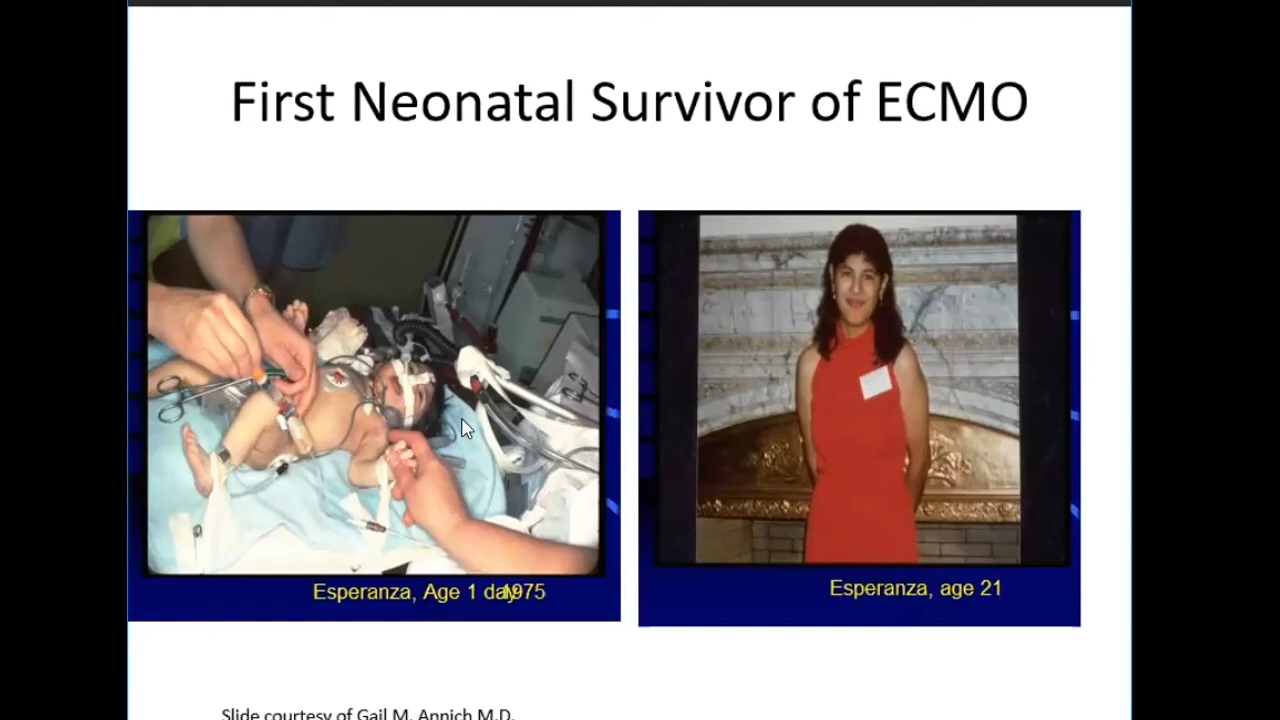 First Neonatal Survivor of ECMO
Esperanza, Age 1 day 1975
Esperanza, age 21
Slide courtesy of Gail M. Annich M.D.